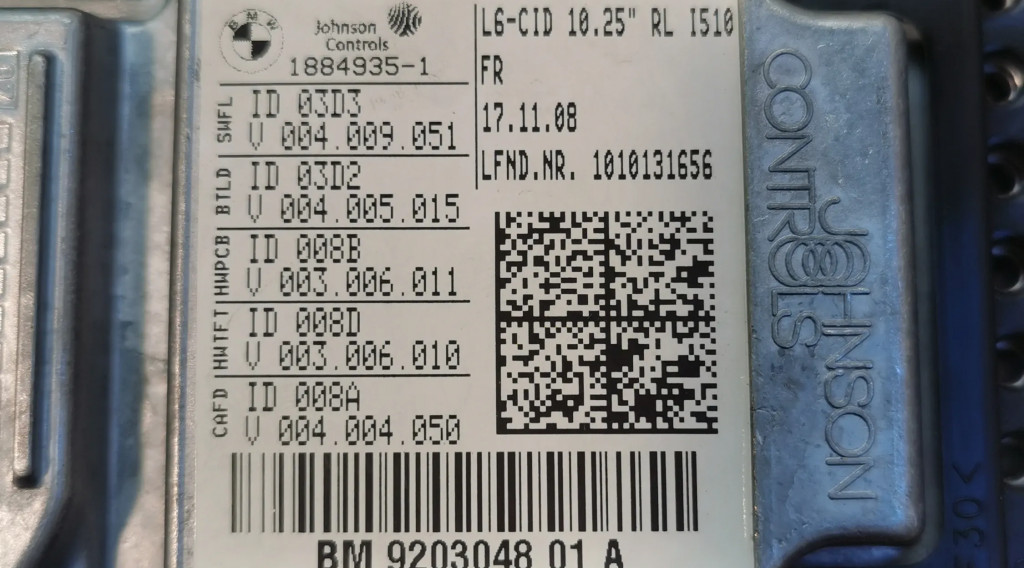 BMW
Johnson
Controls
1884935-1
L6-CID 10.25" RL I510
FR
17.11.08
LFND.NR. 1010131656
SWFL
ID 03D3
V 004.009.051
BTLD
ID 03D2
V 004.005.015
HWPCB
ID 008B
V 003.006.011
HWTFT
ID 008D
V 003.006.010
CAFD
ID 008A
V 004.004.050
BM 9203048 01 A
JOHNSON
CONTROLS